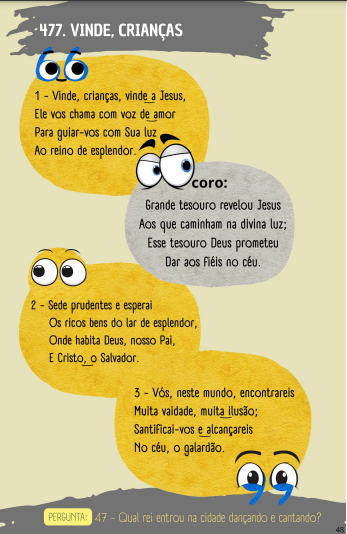 477. VINDE, CRIANÇAS
1 - Vinde, crianças, vinde a Jesus,
Ele vos chama com voz de amor
Para guiar-vos com Sua luz
Ao reino de esplendor.
coro:
Grande tesouro revelou Jesus
Aos que caminham na divina luz;
Esse tesouro Deus prometeu
Dar aos fiéis no céu.
2 - Sede prudentes e esperai
Os ricos bens do lar de esplendor,
Onde habita Deus, nosso Pai,
E Cristo, o Salvador.
3 - Vós, neste mundo, encontrareis
Muita vaidade, muita ilusão;
Santificai-vos e alcançareis
No céu, o galardão.
PERGUNTA: 47 - Qual rei entrou na cidade dançando e cantando?
48